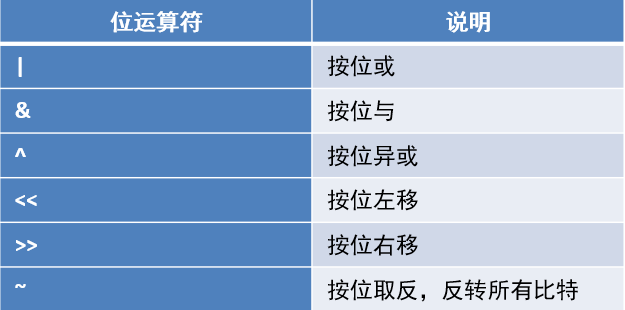 位运算符 说明
| 按位或
& 按位与
^ 按位异或
<< 按位左移
>> 按位右移
~ 按位取反，反转所有比特